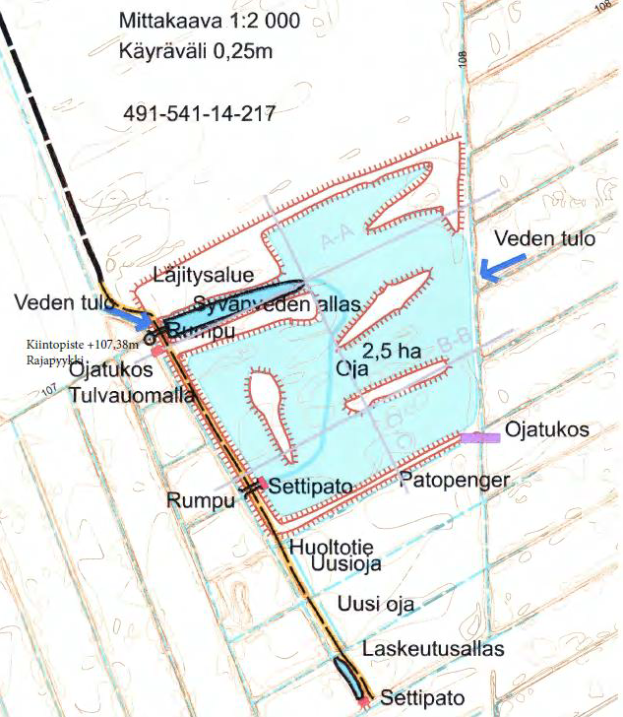 Mittakaava 1:2 000
Käyräväli 0,25m
108
108
491-541-14-217
A-A
Veden tulo
Läjitysalue
Veden tulo
Syvänveden allas
Rumpu
Kiintopiste +107,38m
Rajapyykki
2,5 ha
B-B
Oja
Ojatukos
Tulvauomalla
107
C-C
Ojatukos
Settipato
Patopenger
Rumpu
Huoltotie
Uusioja
Uusi oja
Laskeutusallas
Settipato